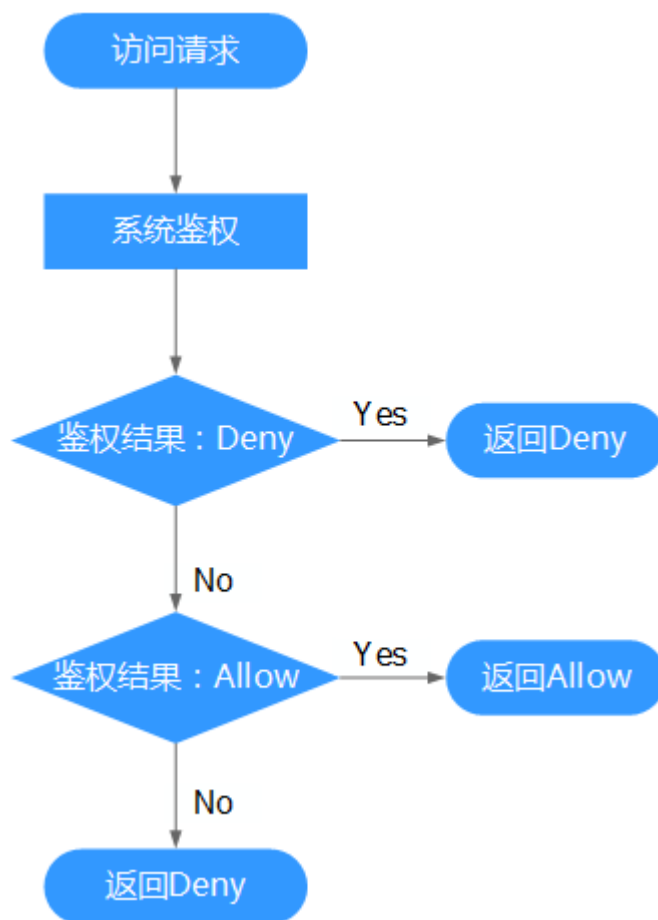 访问请求
系统鉴权
鉴权结果：Deny
Yes
返回Deny
No
鉴权结果：Allow
Yes
返回Allow
No
返回Deny